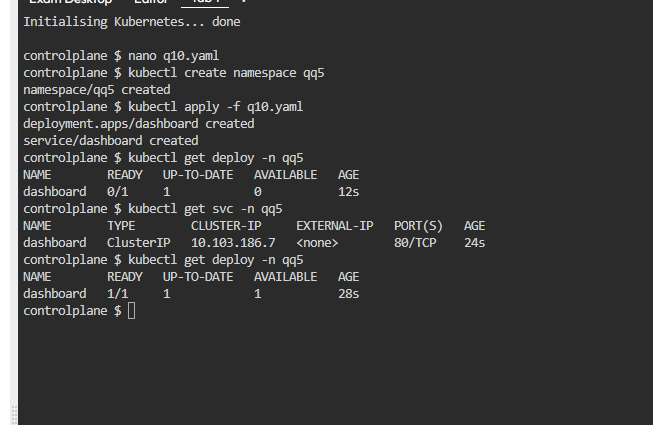 Exam Desktop Editor Tab 1
Initialising Kubernetes... done
controlplane $ nano q10.yaml
controlplane $ kubectl create namespace qq5
namespace/qq5 created
controlplane $ kubectl apply -f q10.yaml
deployment.apps/dashboard created
service/dashboard created
controlplane $ kubectl get deploy -n qq5
NAME READY UP-TO-DATE AVAILABLE AGE
dashboard 0/1 1 0 12s
controlplane $ kubectl get svc -n qq5
NAME TYPE CLUSTER-IP EXTERNAL-IP PORT(S) AGE
dashboard ClusterIP 10.103.186.7 <none> 80/TCP 24s
controlplane $ kubectl get deploy -n qq5
NAME READY UP-TO-DATE AVAILABLE AGE
dashboard 1/1 1 1 28s
controlplane $